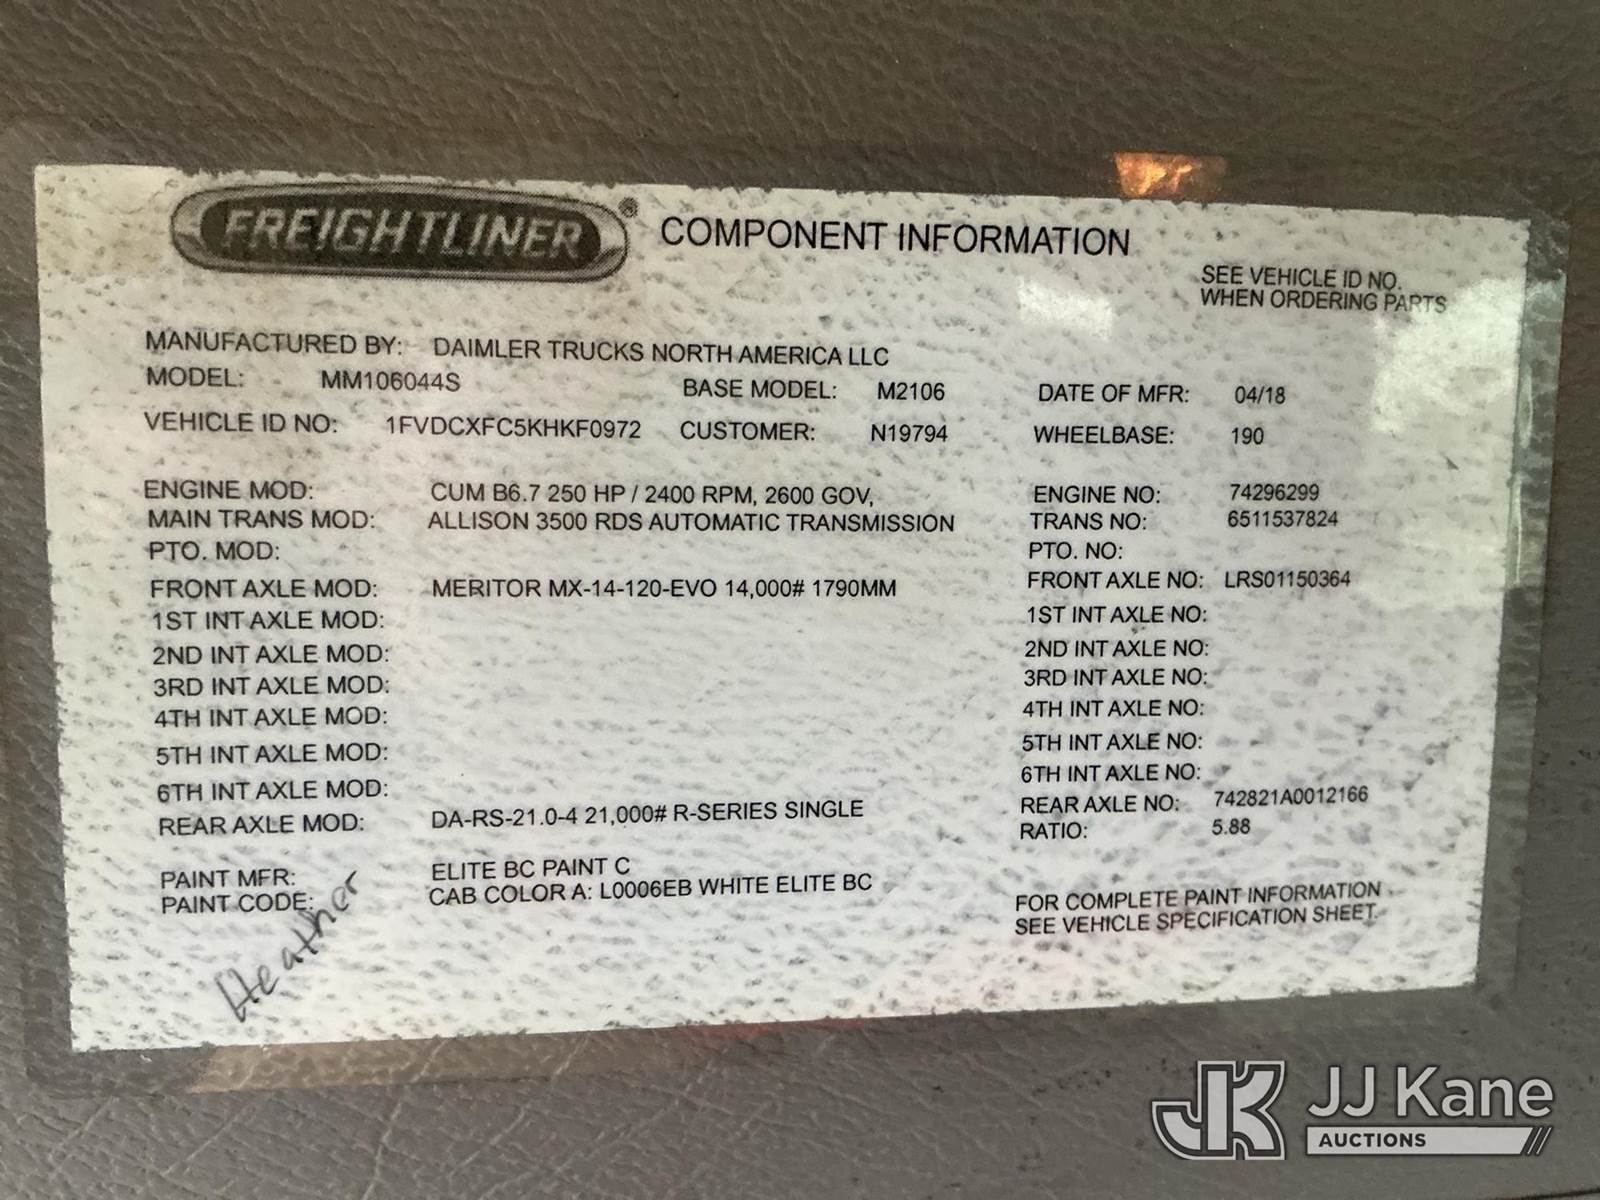 FREIGHTLINER® COMPONENT INFORMATION
SEE VEHICLE ID NO.
WHEN ORDERING PARTS
MANUFACTURED BY: DAIMLER TRUCKS NORTH AMERICA LLC
MODEL: MM106044S BASE MODEL: M2106 DATE OF MFR: 04/18
VEHICLE ID NO: 1FVDCXFC5KHKF0972 CUSTOMER: N19794 WHEELBASE: 190
ENGINE MOD: CUM B6.7 250 HP / 2400 RPM, 2600 GOV, ENGINE NO: 74296299
MAIN TRANS MOD: ALLISON 3500 RDS AUTOMATIC TRANSMISSION TRANS NO: 6511537824
PTO. MOD: PTO. NO:
FRONT AXLE MOD: MERITOR MX-14-120-EVO 14,000# 1790MM FRONT AXLE NO: LRS01150364
1ST INT AXLE MOD: 1ST INT AXLE NO:
2ND INT AXLE MOD: 2ND INT AXLE NO:
3RD INT AXLE MOD: 3RD INT AXLE NO:
4TH INT AXLE MOD: 4TH INT AXLE NO:
5TH INT AXLE MOD: 5TH INT AXLE NO:
6TH INT AXLE MOD: 6TH INT AXLE NO:
REAR AXLE MOD: DA-RS-21.0-4 21,000# R-SERIES SINGLE REAR AXLE NO: 742821A0012166
RATIO: 5.88
PAINT MFR: ELITE BC PAINT C
PAINT CODE: CAB COLOR A: L0006EB WHITE ELITE BC
FOR COMPLETE PAINT INFORMATION
SEE VEHICLE SPECIFICATION SHEET.
Heather
JK JJ Kane
AUCTIONS